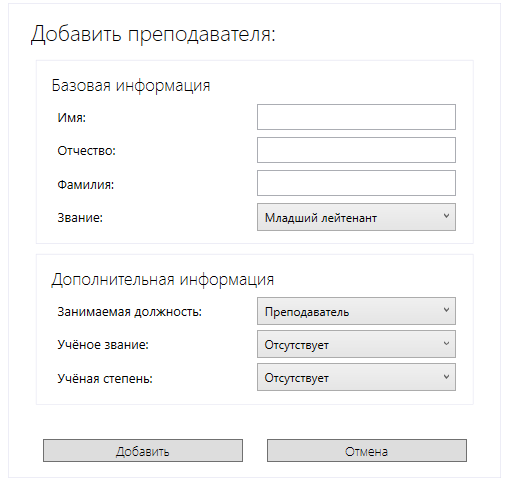 Добавить преподавателя:
Базовая информация
Имя:
Отчество:
Фамилия:
Звание: Младший лейтенант
Дополнительная информация
Занимаемая должность: Преподаватель
Учёное звание: Отсутствует
Учёная степень: Отсутствует
Добавить Отмена